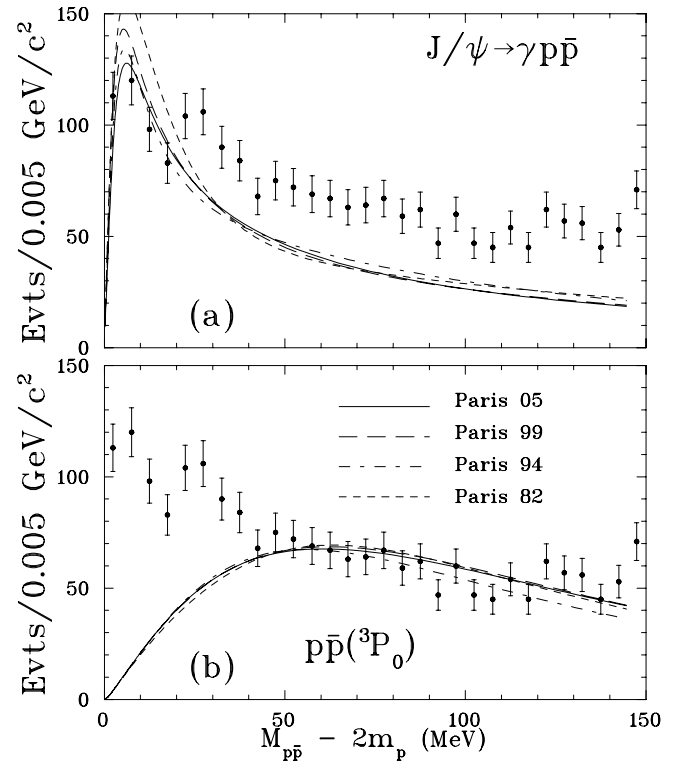 150
J/ψ→γpp̄
100
50
(a)
0
Evts/0.005 GeV/c²
150
Paris 05
Paris 99
100
Paris 94
Paris 82
50
(b)
pp̄(³P₀)
0
Evts/0.005 GeV/c²
0 50 100 150
M_pp̄ − 2m_p (MeV)